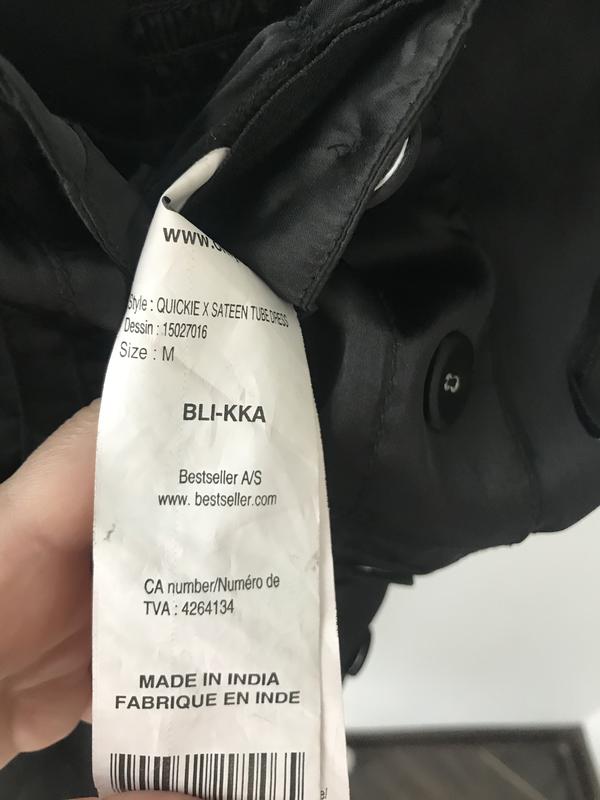 www.
Style : QUICKIE X SATEEN TUBE DRESS
Dessin : 15027016
Size : M
BLI-KKA
Bestseller A/S
www. bestseller.com
CA number/Numéro de
TVA : 4264134
MADE IN INDIA
FABRIQUE EN INDE